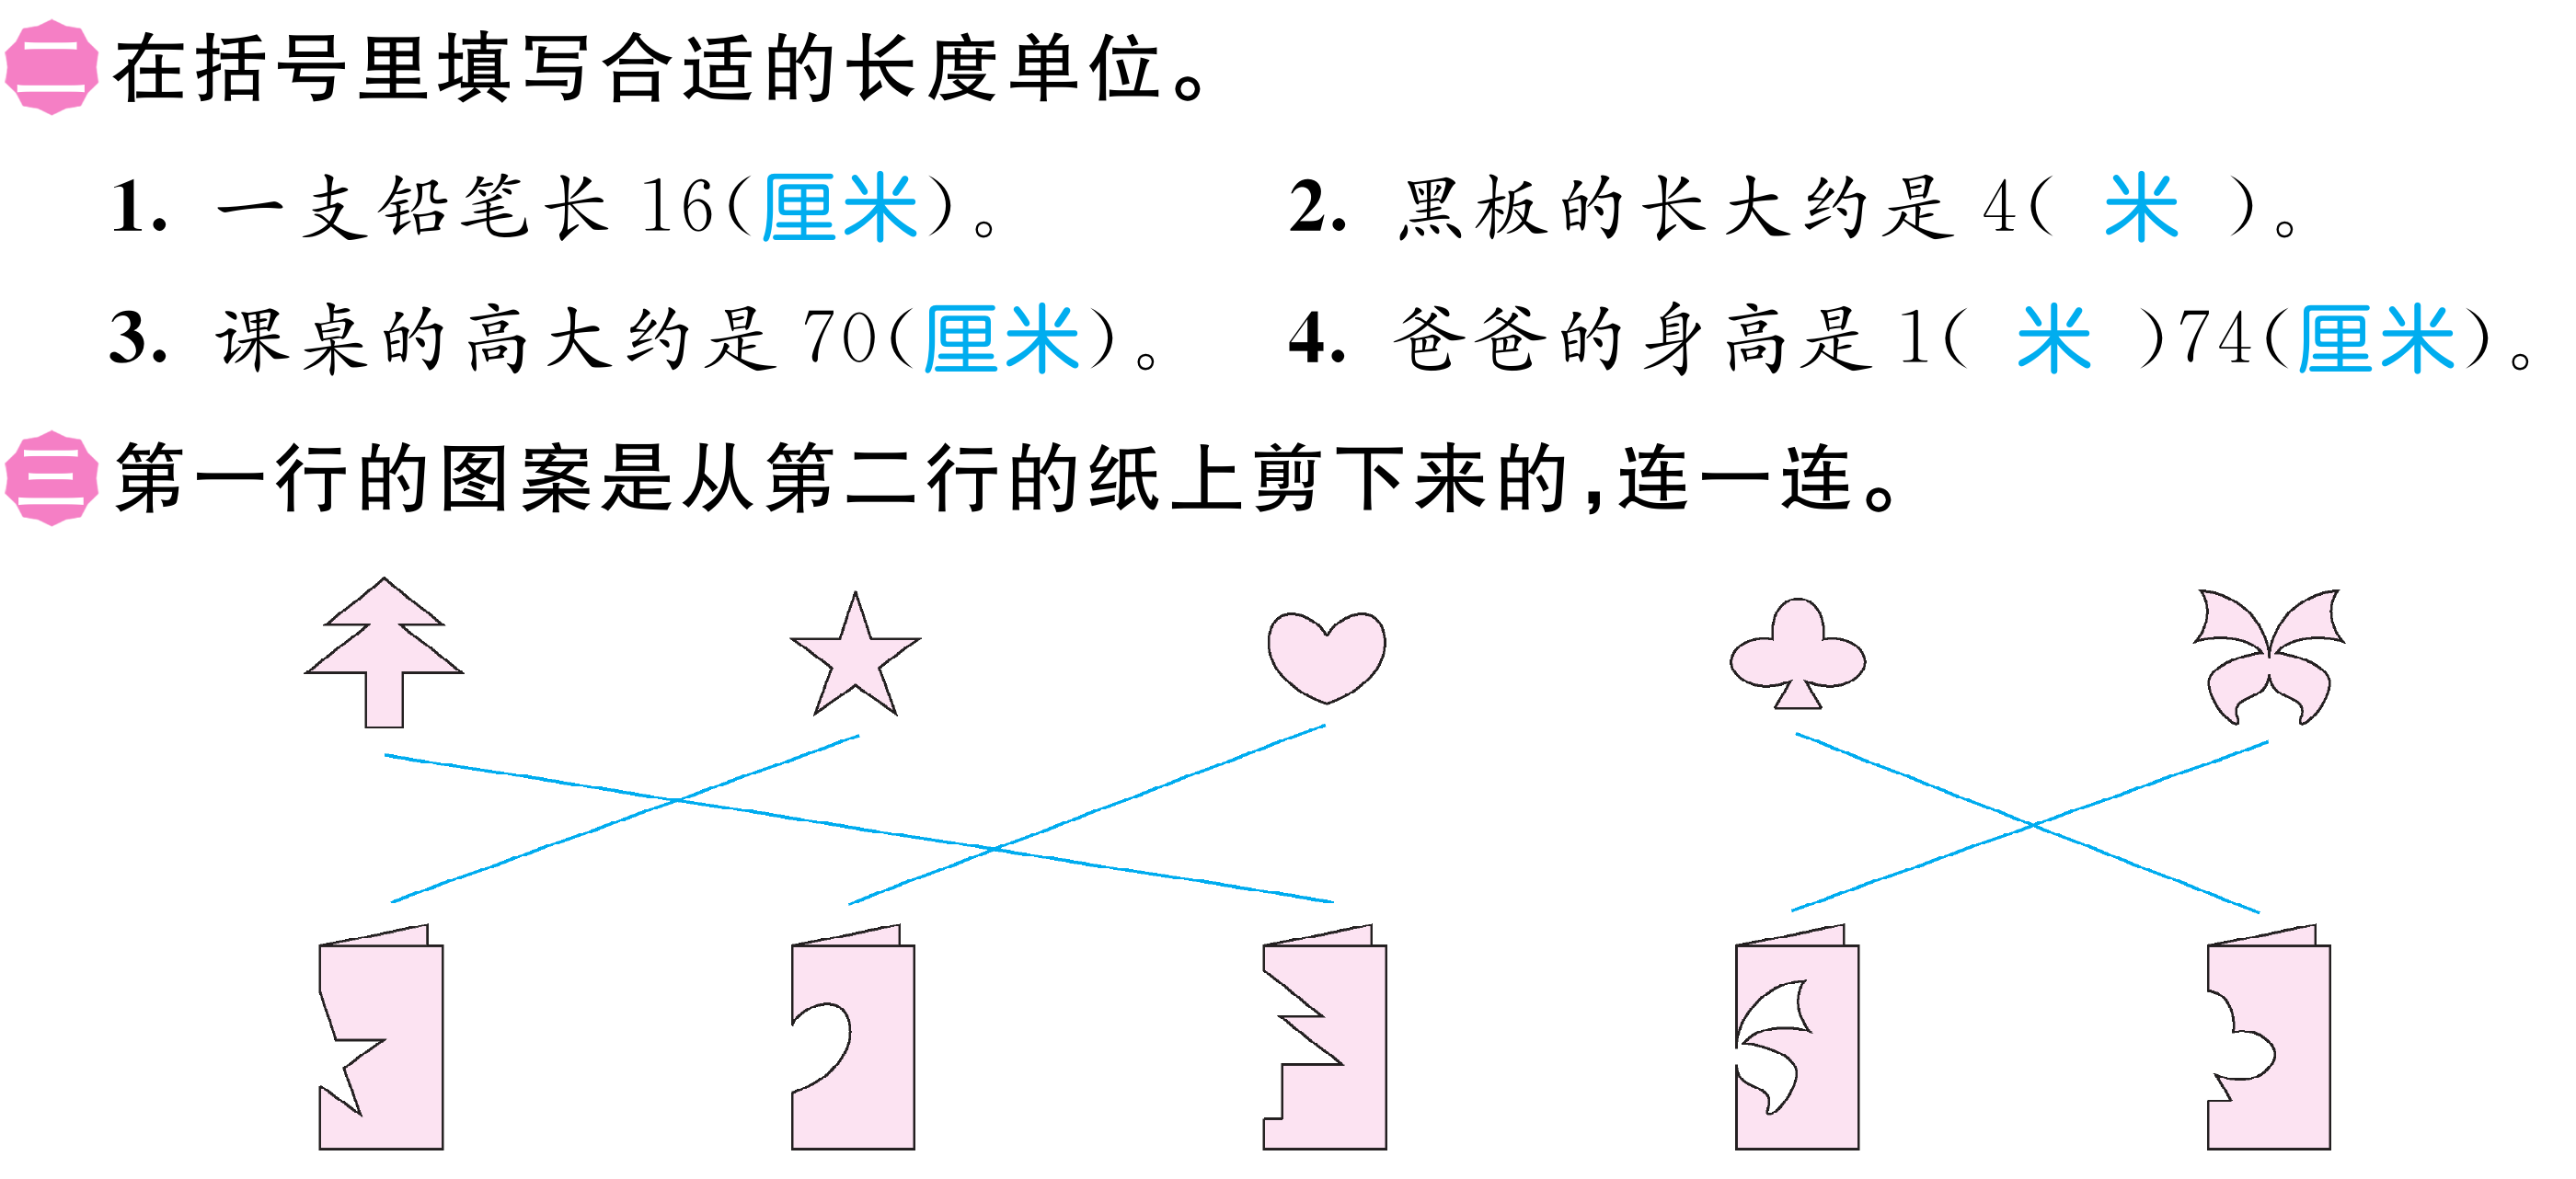 二 在括号里填写合适的长度单位。
1. 一支铅笔长 16(厘米)。 2. 黑板的长大约是 4( 米 )。
3. 课桌的高大约是 70(厘米)。 4. 爸爸的身高是 1( 米 )74(厘米)。
三 第一行的图案是从第二行的纸上剪下来的,连一连。